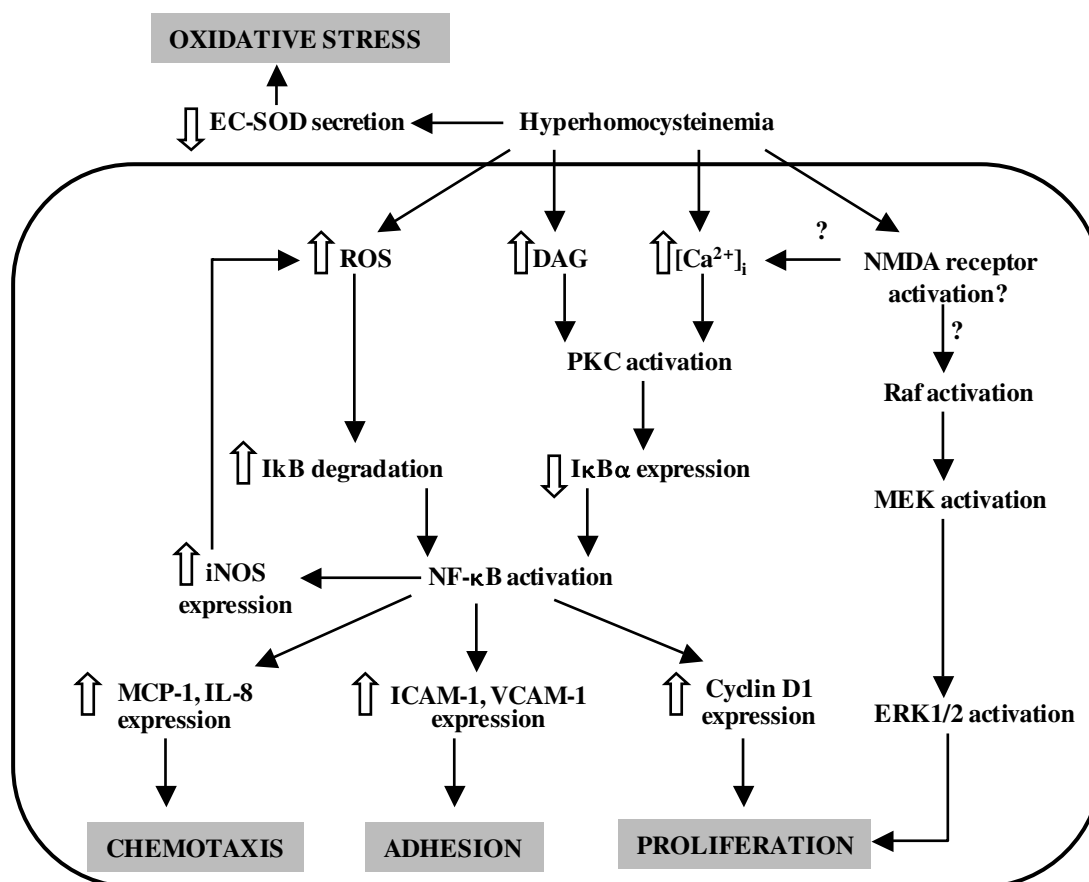 OXIDATIVE STRESS
EC-SOD secretion
Hyperhomocysteinemia
?
ROS
DAG
[Ca²⁺]ᵢ
NMDA receptor
activation?
?
PKC activation
Raf activation
IkB degradation
IκBα expression
MEK activation
iNOS
expression
NF-κB activation
MCP-1, IL-8
expression
ICAM-1, VCAM-1
expression
Cyclin D1
expression
ERK1/2 activation
CHEMOTAXIS
ADHESION
PROLIFERATION